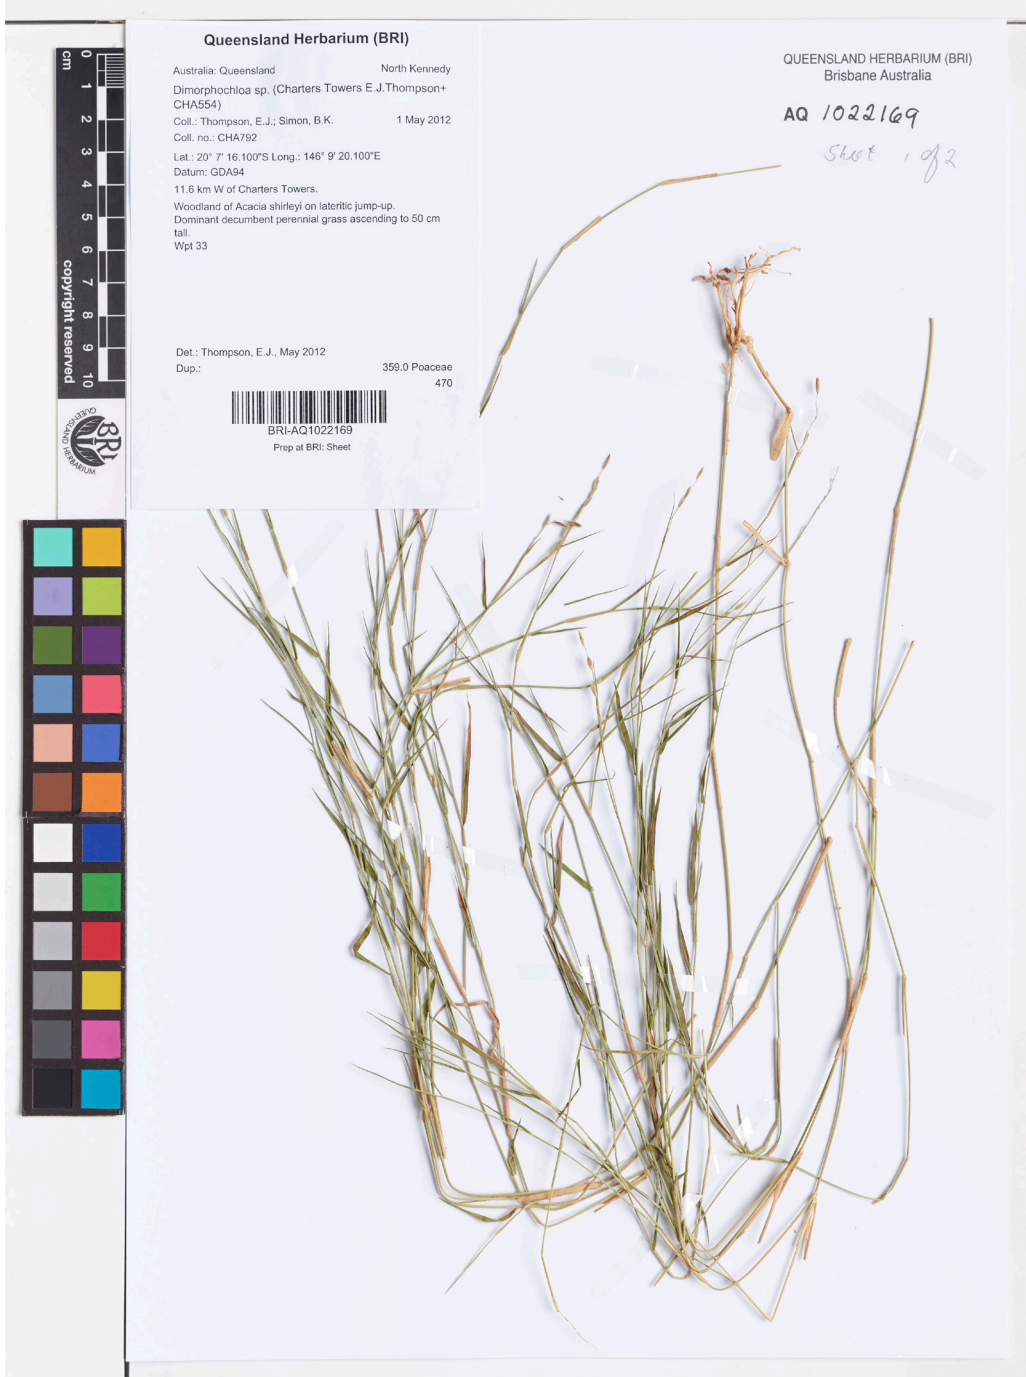 Queensland Herbarium (BRI)
Australia: Queensland North Kennedy
Dimorphochloa sp. (Charters Towers E.J.Thompson+
CHA554)
Coll.: Thompson, E.J.; Simon, B.K. 1 May 2012
Coll. no.: CHA792
Lat.: 20° 7' 16.100"S Long.: 146° 9' 20.100"E
Datum: GDA94
11.6 km W of Charters Towers.
Woodland of Acacia shirleyi on lateritic jump-up.
Dominant decumbent perennial grass ascending to 50 cm
tall.
Wpt 33
Det.: Thompson, E.J., May 2012
Dup.: 359.0 Poaceae
470
BRI-AQ1022169
Prep at BRI: Sheet
QUEENSLAND HERBARIUM (BRI)
Brisbane Australia
AQ 1022169
Sheet 1 of 2
cm
0
1
2
3
4
5
6
7
8
9
10
copyright reserved
QUEENSLAND
BRI
HERBARIUM